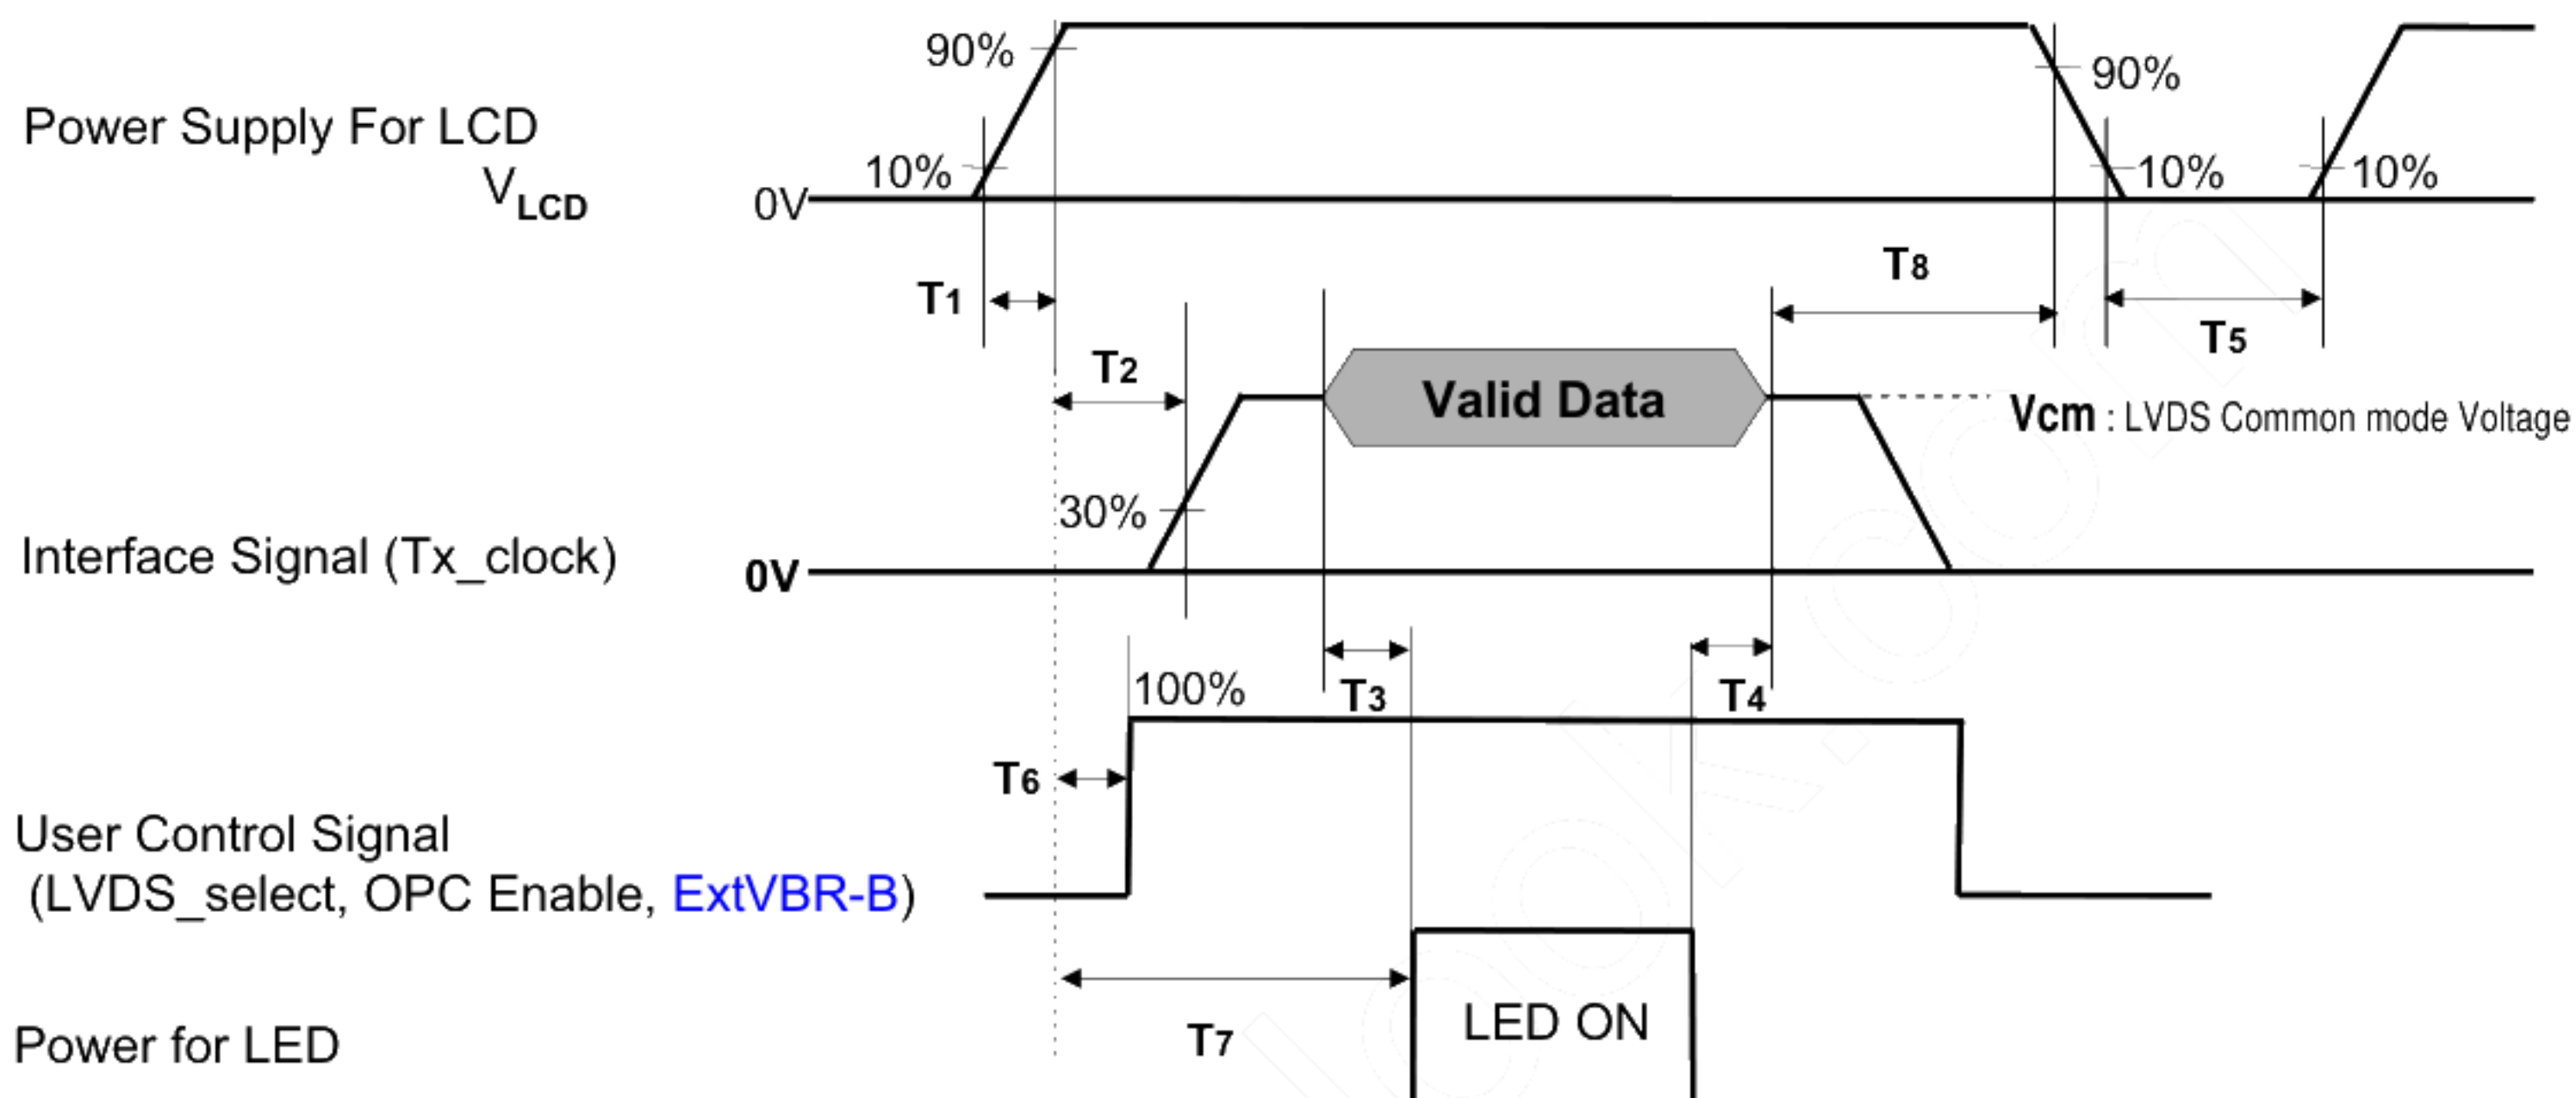 90%
90%
Power Supply For LCD
10%
10%
10%
VLCD
0V
T8
T1
T5
T2
Valid Data
Vcm : LVDS Common mode Voltage
30%
Interface Signal (Tx_clock)
0V
100%
T3
T4
T6
User Control Signal
(LVDS_select, OPC Enable, ExtVBR-B)
LED ON
T7
Power for LED